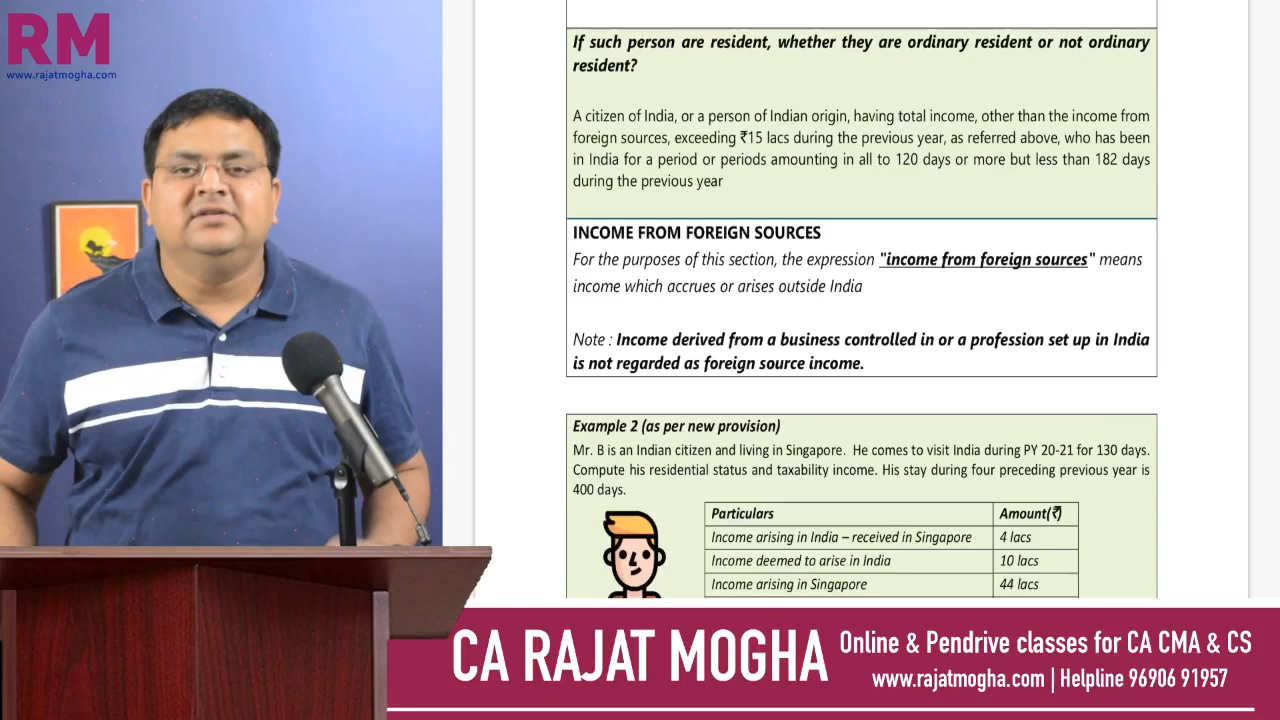 RM
www.rajatmogha.com
If such person are resident, whether they are ordinary resident or not ordinary
resident?
A citizen of India, or a person of Indian origin, having total income, other than the income from
foreign sources, exceeding ₹15 lacs during the previous year, as referred above, who has been
in India for a period or periods amounting in all to 120 days or more but less than 182 days
during the previous year
INCOME FROM FOREIGN SOURCES
For the purposes of this section, the expression "income from foreign sources" means
income which accrues or arises outside India
Note : Income derived from a business controlled in or a profession set up in India
is not regarded as foreign source income.
Example 2 (as per new provision)
Mr. B is an Indian citizen and living in Singapore. He comes to visit India during PY 20-21 for 130 days.
Compute his residential status and taxability income. His stay during four preceding previous year is
400 days.
Particulars Amount(₹)
Income arising in India – received in Singapore 4 lacs
Income deemed to arise in India 10 lacs
Income arising in Singapore 44 lacs
CA RAJAT MOGHA
Online & Pendrive classes for CA CMA & CS
www.rajatmogha.com | Helpline 96906 91957